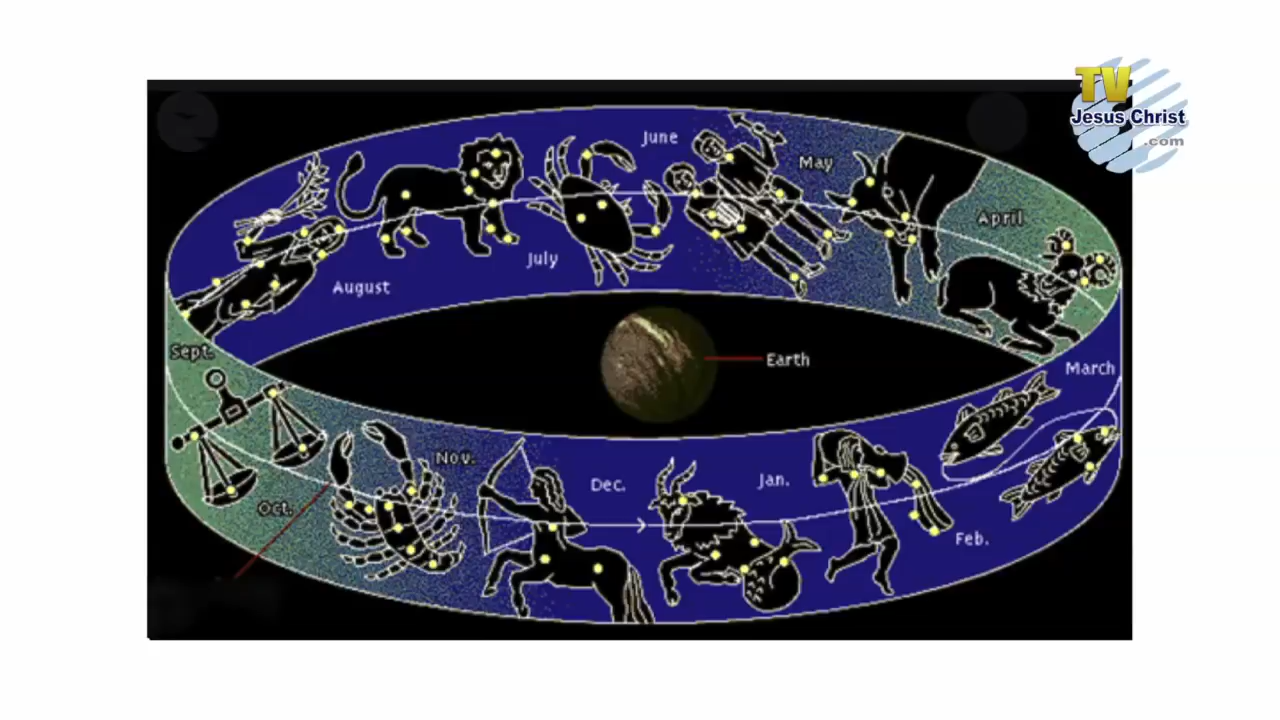 TV
Jesus Christ
.com
June
May
April
July
August
Sept.
Earth
March
Nov.
Dec.
Jan.
Oct.
Feb.